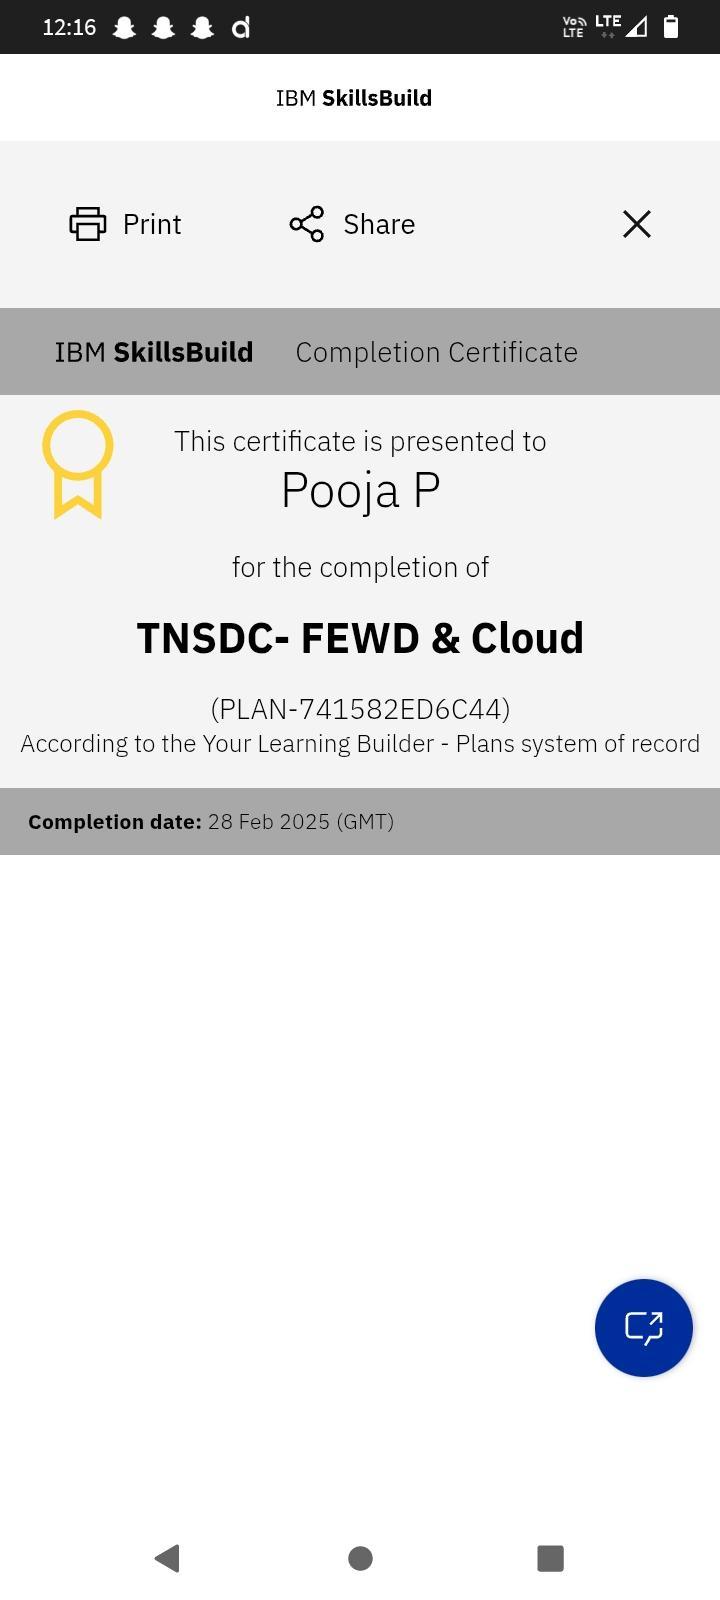 12:16 Vo LTE LTE
IBM SkillsBuild
Print Share
IBM SkillsBuild Completion Certificate
This certificate is presented to
Pooja P
for the completion of
TNSDC- FEWD & Cloud
(PLAN-741582ED6C44)
According to the Your Learning Builder - Plans system of record
Completion date: 28 Feb 2025 (GMT)